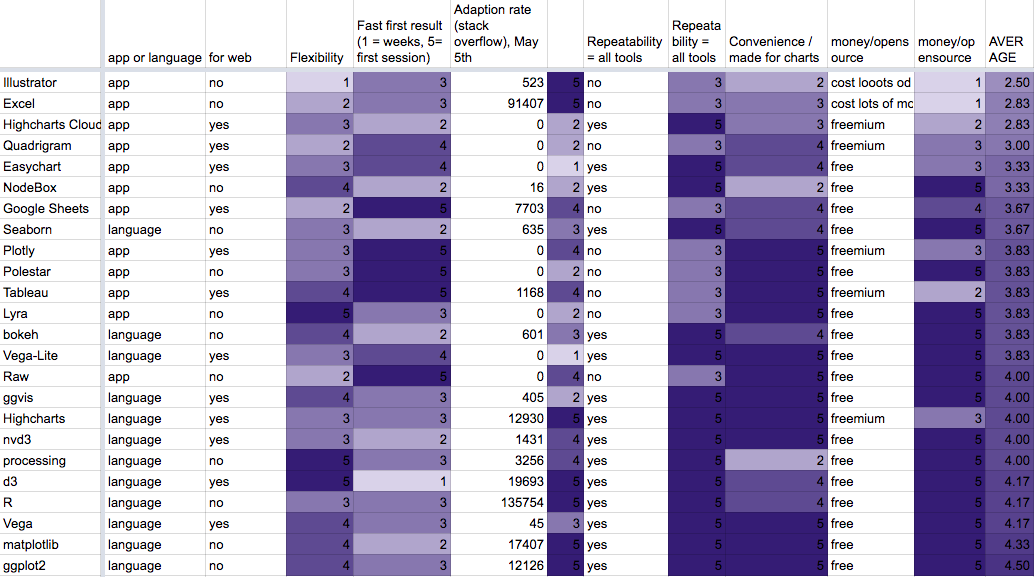 Adaption rate
Fast first result (stack Repeata
(1 = weeks, 5= overflow), May Repeatability bility = Convenience / money/opens money/op AVER
app or language for web Flexibility first session) 5th = all tools all tools made for charts ource ensource AGE
Illustrator app no 1 3 523 5 no 3 2 cost looots od 1 2.50
Excel app no 2 3 91407 5 no 3 3 cost lots of mc 1 2.83
Highcharts Cloud app yes 3 2 0 2 yes 5 3 freemium 2 2.83
Quadrigram app yes 2 4 0 2 no 3 4 freemium 3 3.00
Easychart app yes 3 4 0 1 yes 5 4 free 3 3.33
NodeBox app no 4 2 16 2 yes 5 2 free 5 3.33
Google Sheets app yes 2 5 7703 4 no 3 4 free 4 3.67
Seaborn language no 3 2 635 3 yes 5 4 free 5 3.67
Plotly app yes 3 5 0 4 no 3 5 freemium 3 3.83
Polestar app no 3 5 0 2 no 3 5 free 5 3.83
Tableau app yes 4 5 1168 4 no 3 5 freemium 2 3.83
Lyra app no 5 3 0 2 no 3 5 free 5 3.83
bokeh language no 4 2 601 3 yes 5 4 free 5 3.83
Vega-Lite language yes 3 4 0 1 yes 5 5 free 5 3.83
Raw app no 2 5 0 4 no 3 5 free 5 4.00
ggvis language yes 4 3 405 2 yes 5 5 free 5 4.00
Highcharts language yes 3 3 12930 5 yes 5 5 freemium 3 4.00
nvd3 language yes 3 2 1431 4 yes 5 5 free 5 4.00
processing language no 5 3 3256 4 yes 5 2 free 5 4.00
d3 language yes 5 1 19693 5 yes 5 4 free 5 4.17
R language no 3 3 135754 5 yes 5 4 free 5 4.17
Vega language yes 4 3 45 3 yes 5 5 free 5 4.17
matplotlib language no 4 2 17407 5 yes 5 5 free 5 4.33
ggplot2 language no 4 3 12126 5 yes 5 5 free 5 4.50